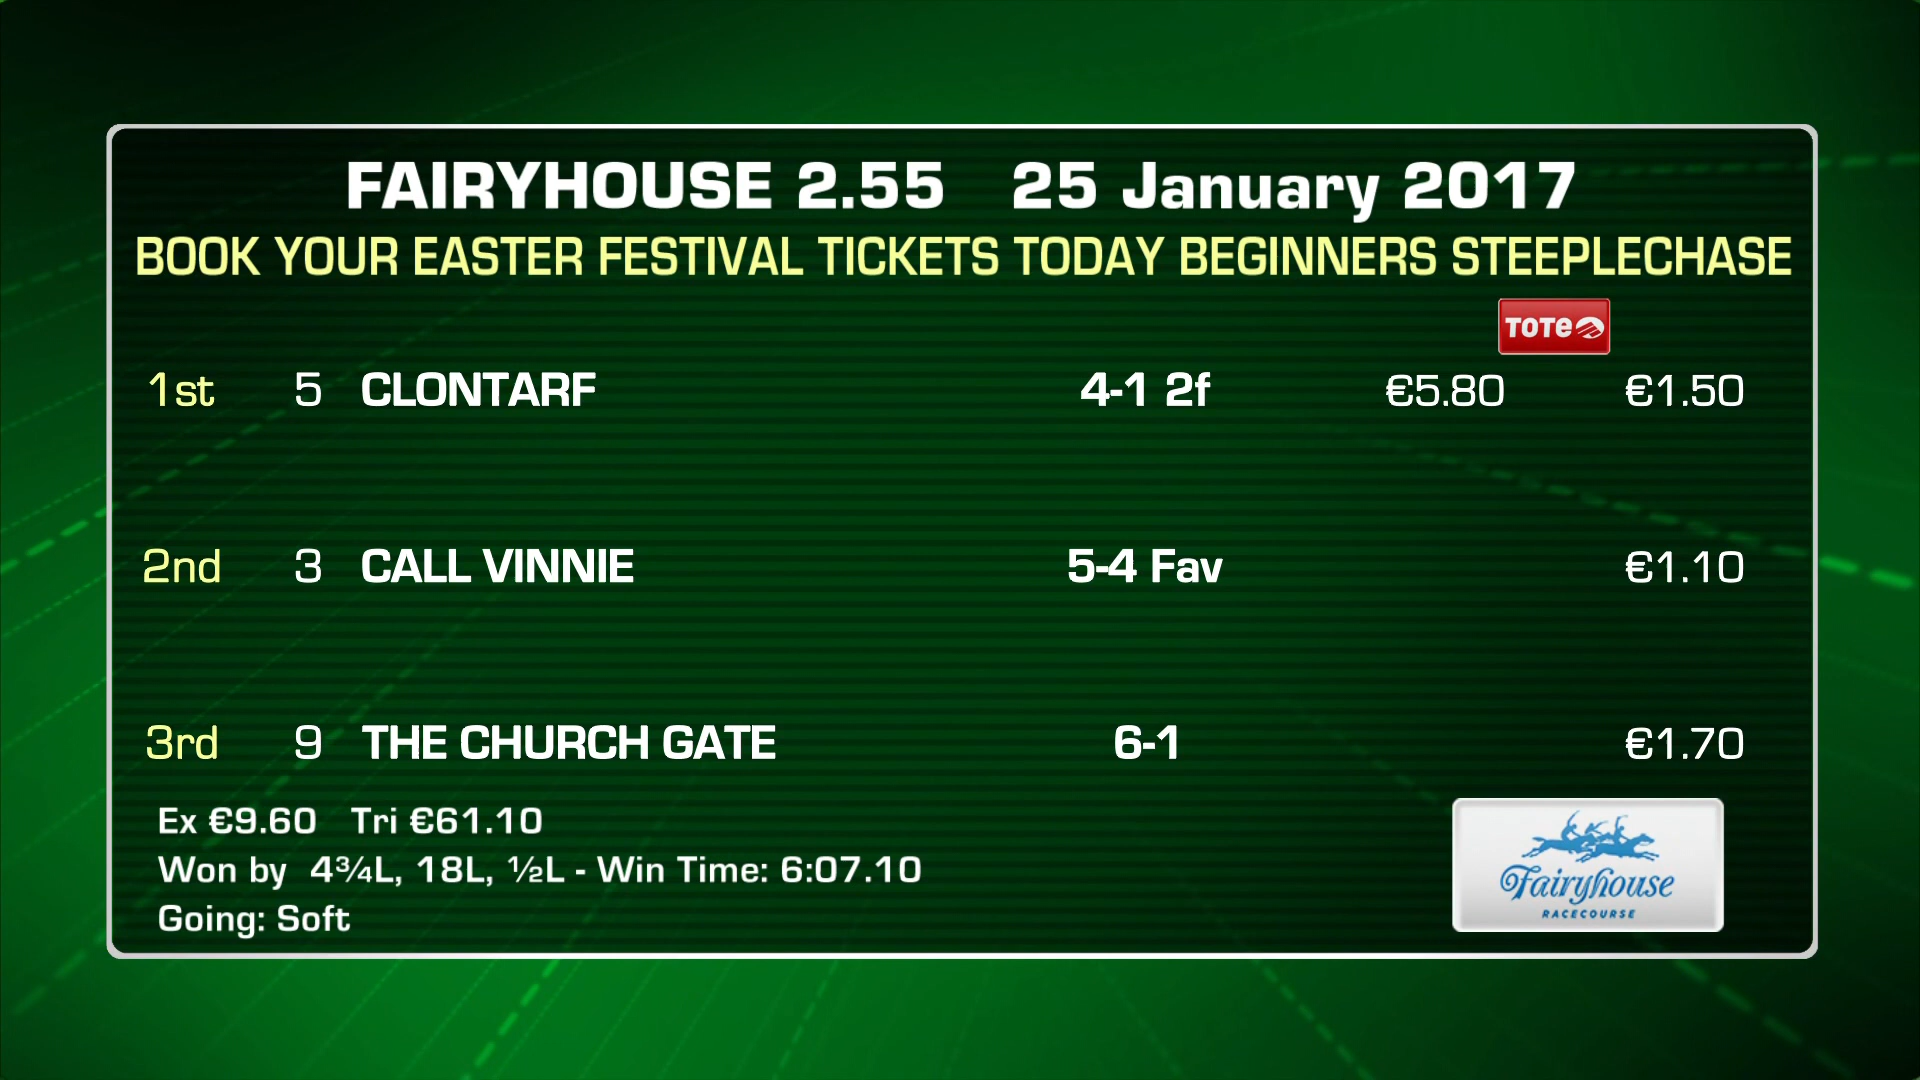 FAIRYHOUSE 2.55 25 January 2017
BOOK YOUR EASTER FESTIVAL TICKETS TODAY BEGINNERS STEEPLECHASE
TOTE
1st 5 CLONTARF 4-1 2f €5.80 €1.50
2nd 3 CALL VINNIE 5-4 Fav €1.10
3rd 9 THE CHURCH GATE 6-1 €1.70
Ex €9.60 Tri €61.10
Won by 4¾L, 18L, ½L - Win Time: 6:07.10
Going: Soft
Fairyhouse
RACECOURSE